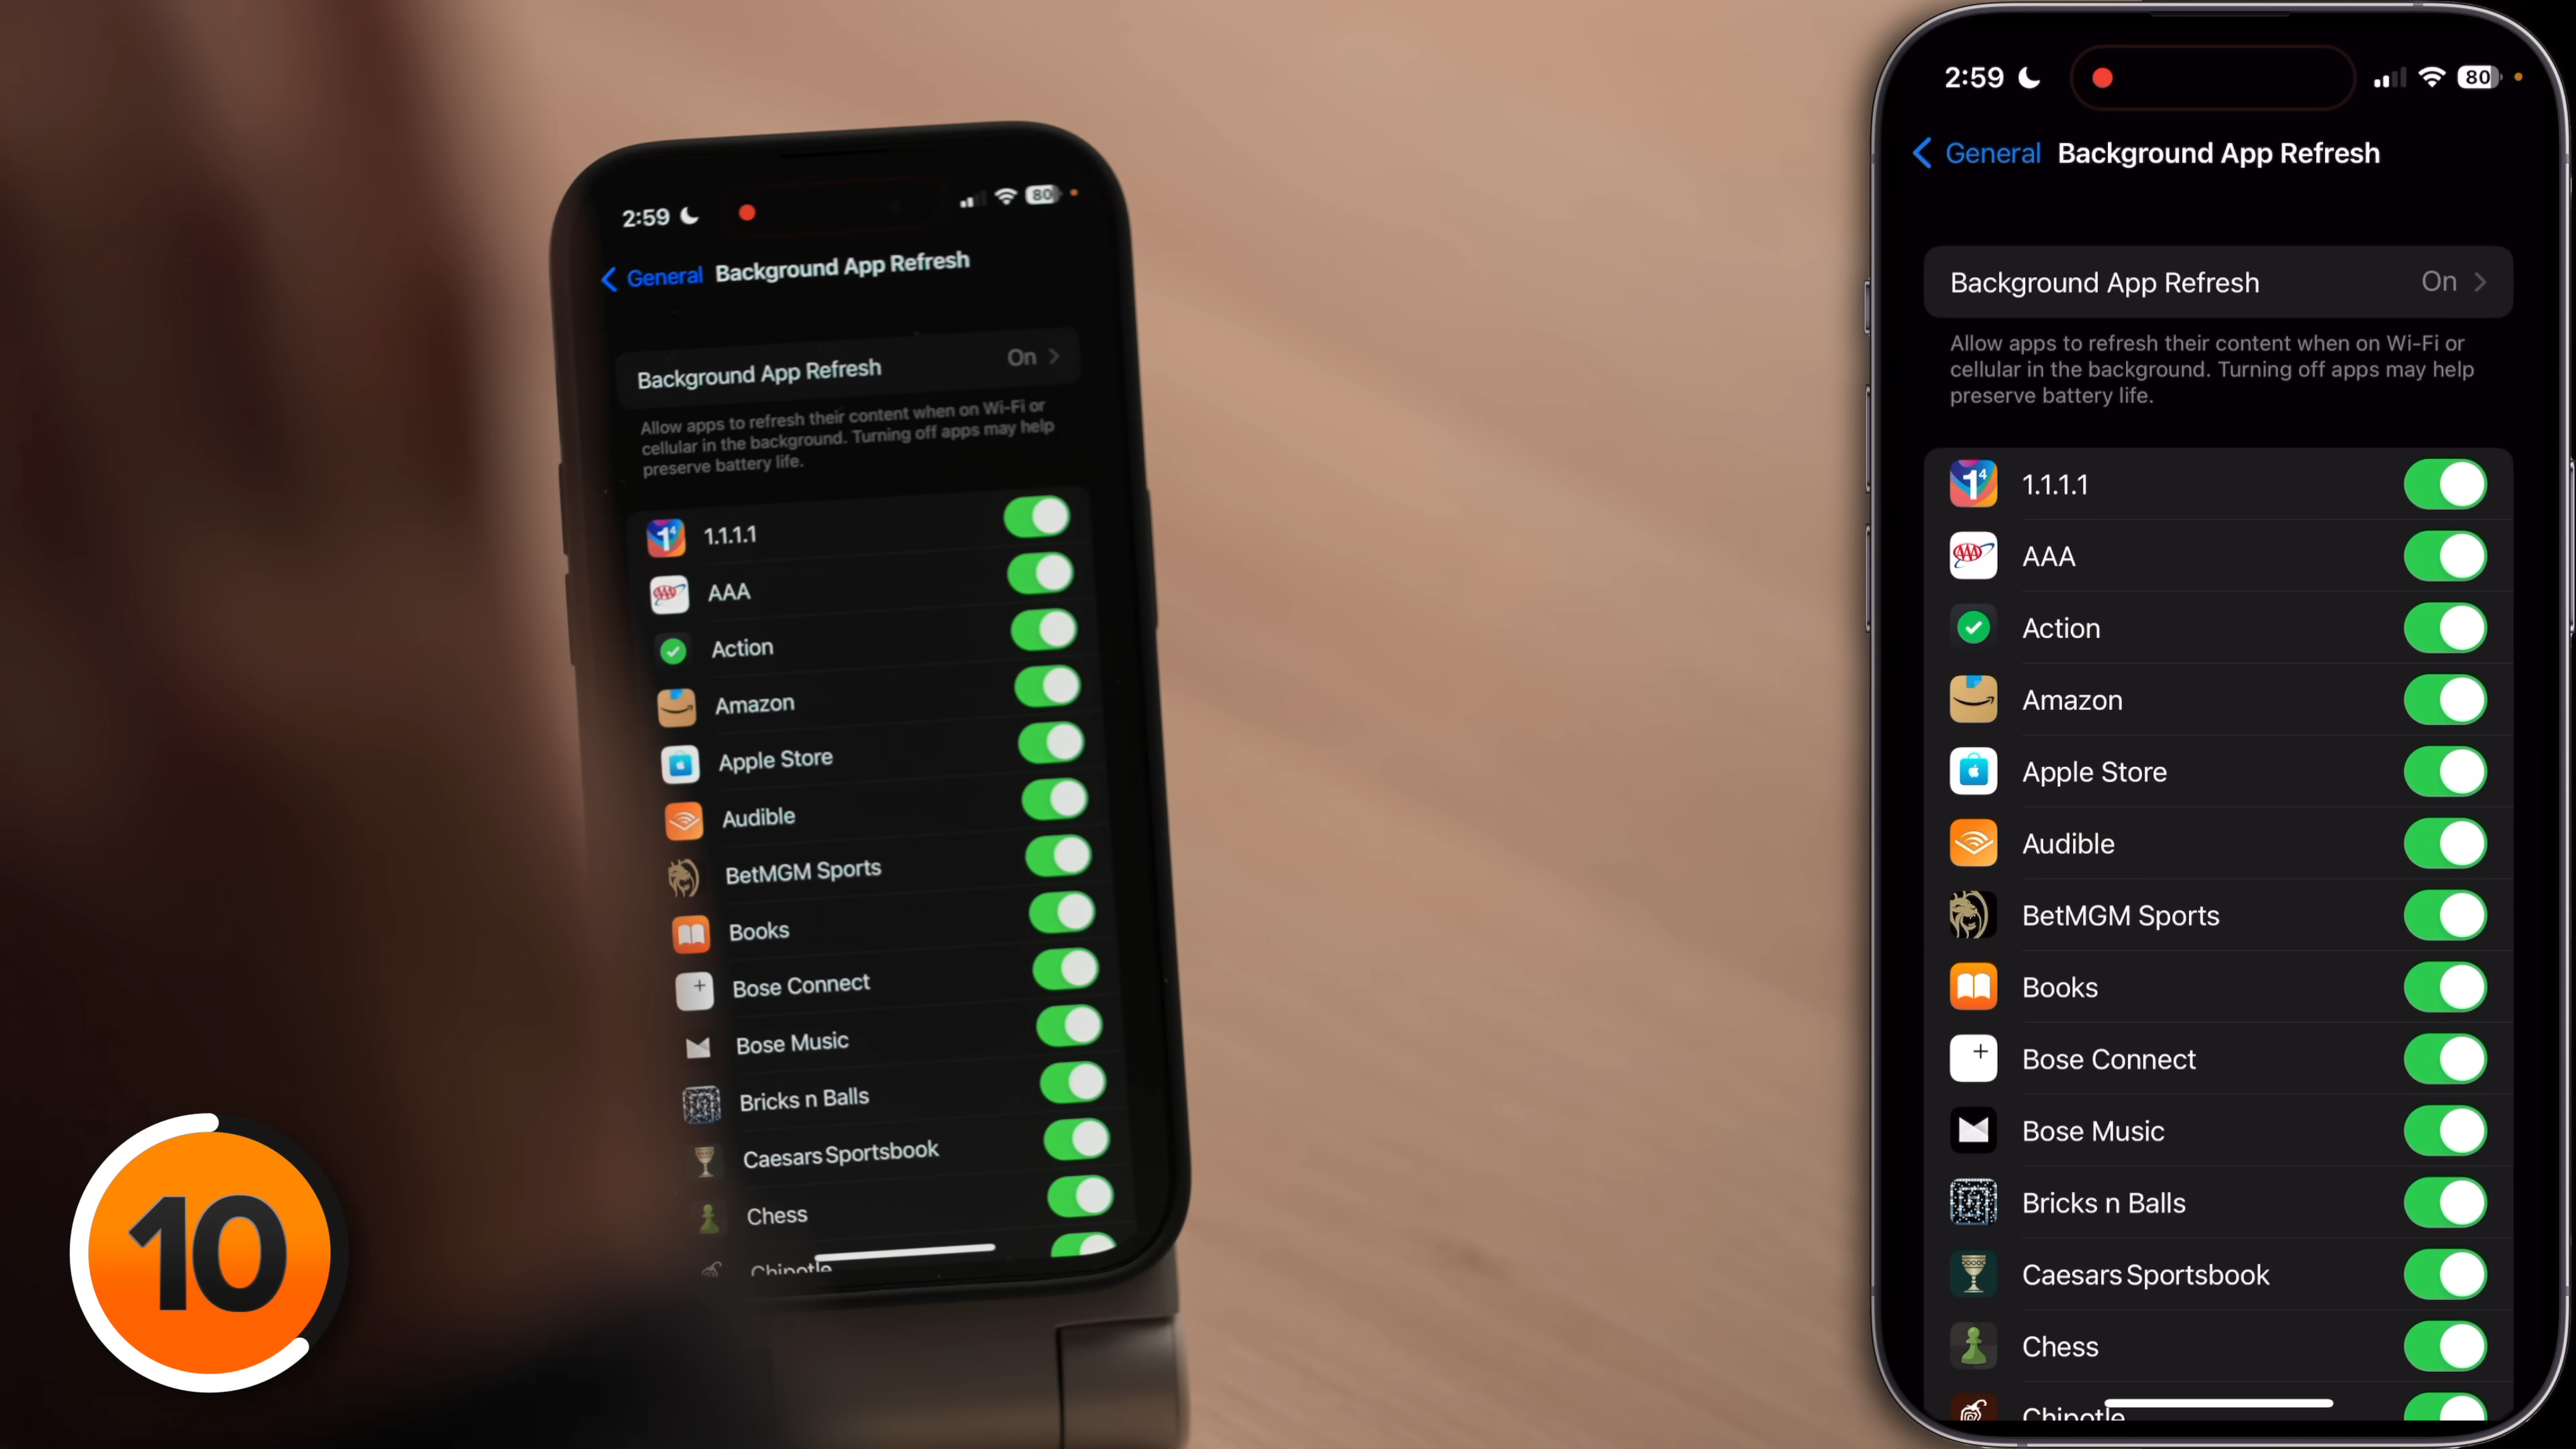 2:59
80
General Background App Refresh
Background App Refresh On
Allow apps to refresh their content when on Wi-Fi or
cellular in the background. Turning off apps may help
preserve battery life.
1.1.1.1
AAA
Action
Amazon
Apple Store
Audible
BetMGM Sports
Books
Bose Connect
Bose Music
Bricks n Balls
Caesars Sportsbook
Chess
Chipotle
10
2:59
80
General Background App Refresh
Background App Refresh On
Allow apps to refresh their content when on Wi-Fi or
cellular in the background. Turning off apps may help
preserve battery life.
1.1.1.1
AAA
Action
Amazon
Apple Store
Audible
BetMGM Sports
Books
Bose Connect
Bose Music
Bricks n Balls
Caesars Sportsbook
Chess
Chipotle